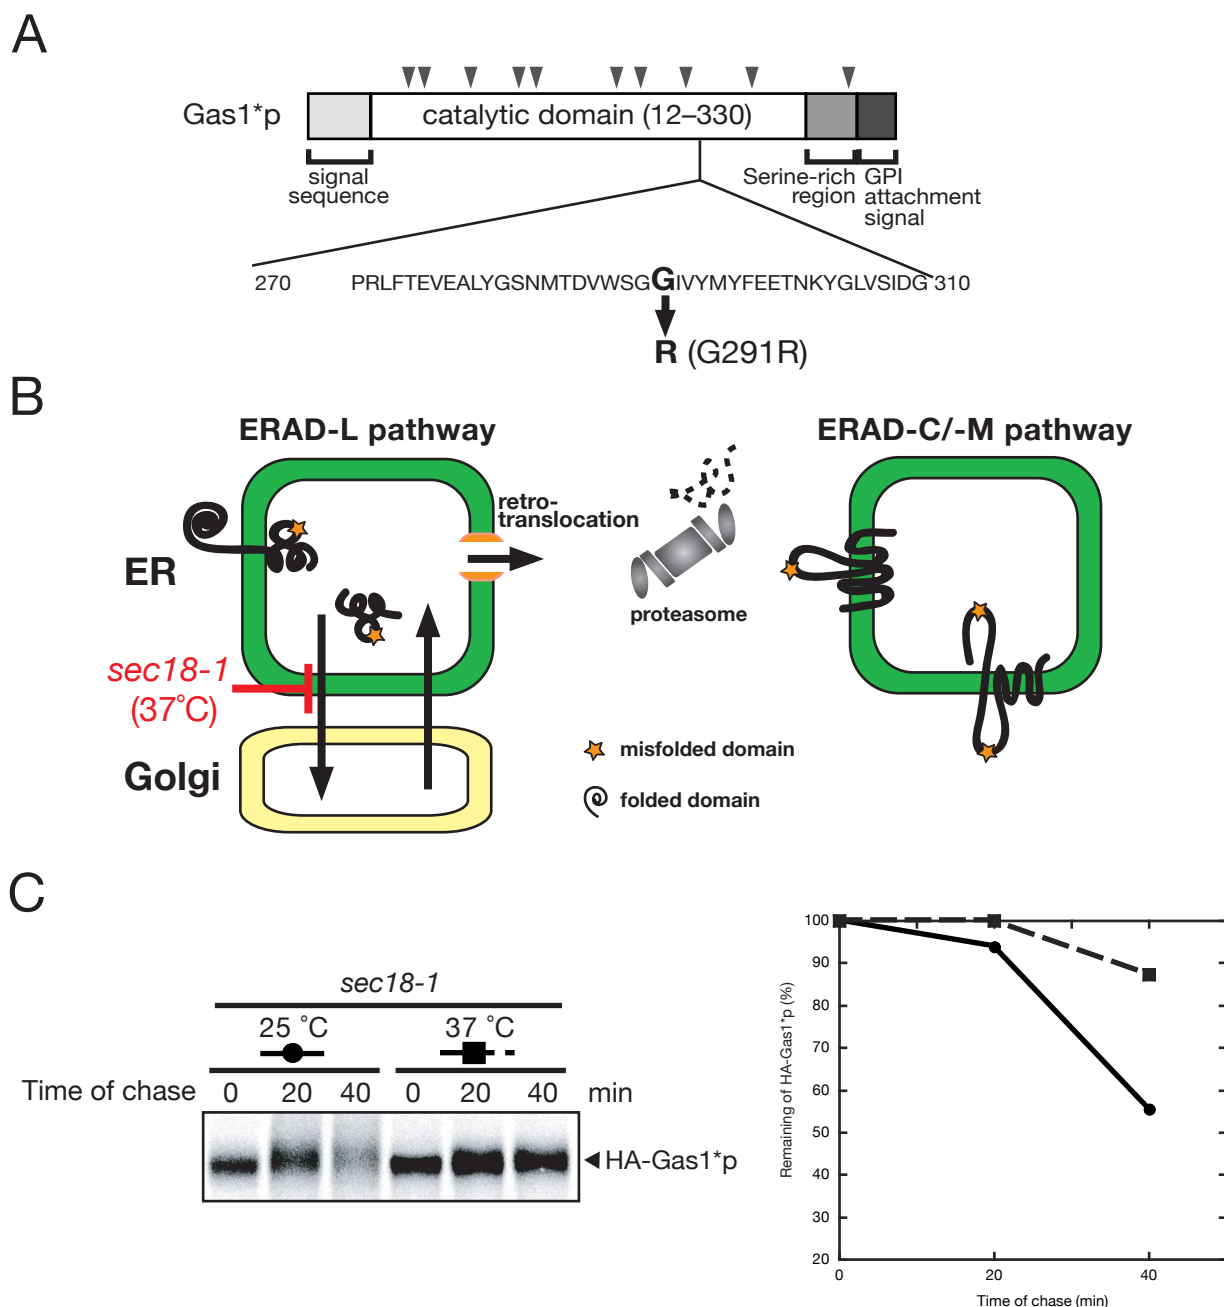 A
Gas1*p
catalytic domain (12–330)
signal
sequence
Serine-rich
region
GPI
attachment
signal
270 PRLFTEVEALYGSNMTDVWSGGIVYMYFEETNKYGLVSIDG 310
R (G291R)
B
ERAD-L pathway
ERAD-C/-M pathway
retro-
translocation
ER
proteasome
sec18-1
(37°C)
Golgi
misfolded domain
folded domain
C
sec18-1
25 °C 37 °C
Time of chase 0 20 40 0 20 40 min
HA-Gas1*p
Remaining of HA-Gas1*p (%)
100
90
80
70
60
50
40
30
20
0 20 40
Time of chase (min)